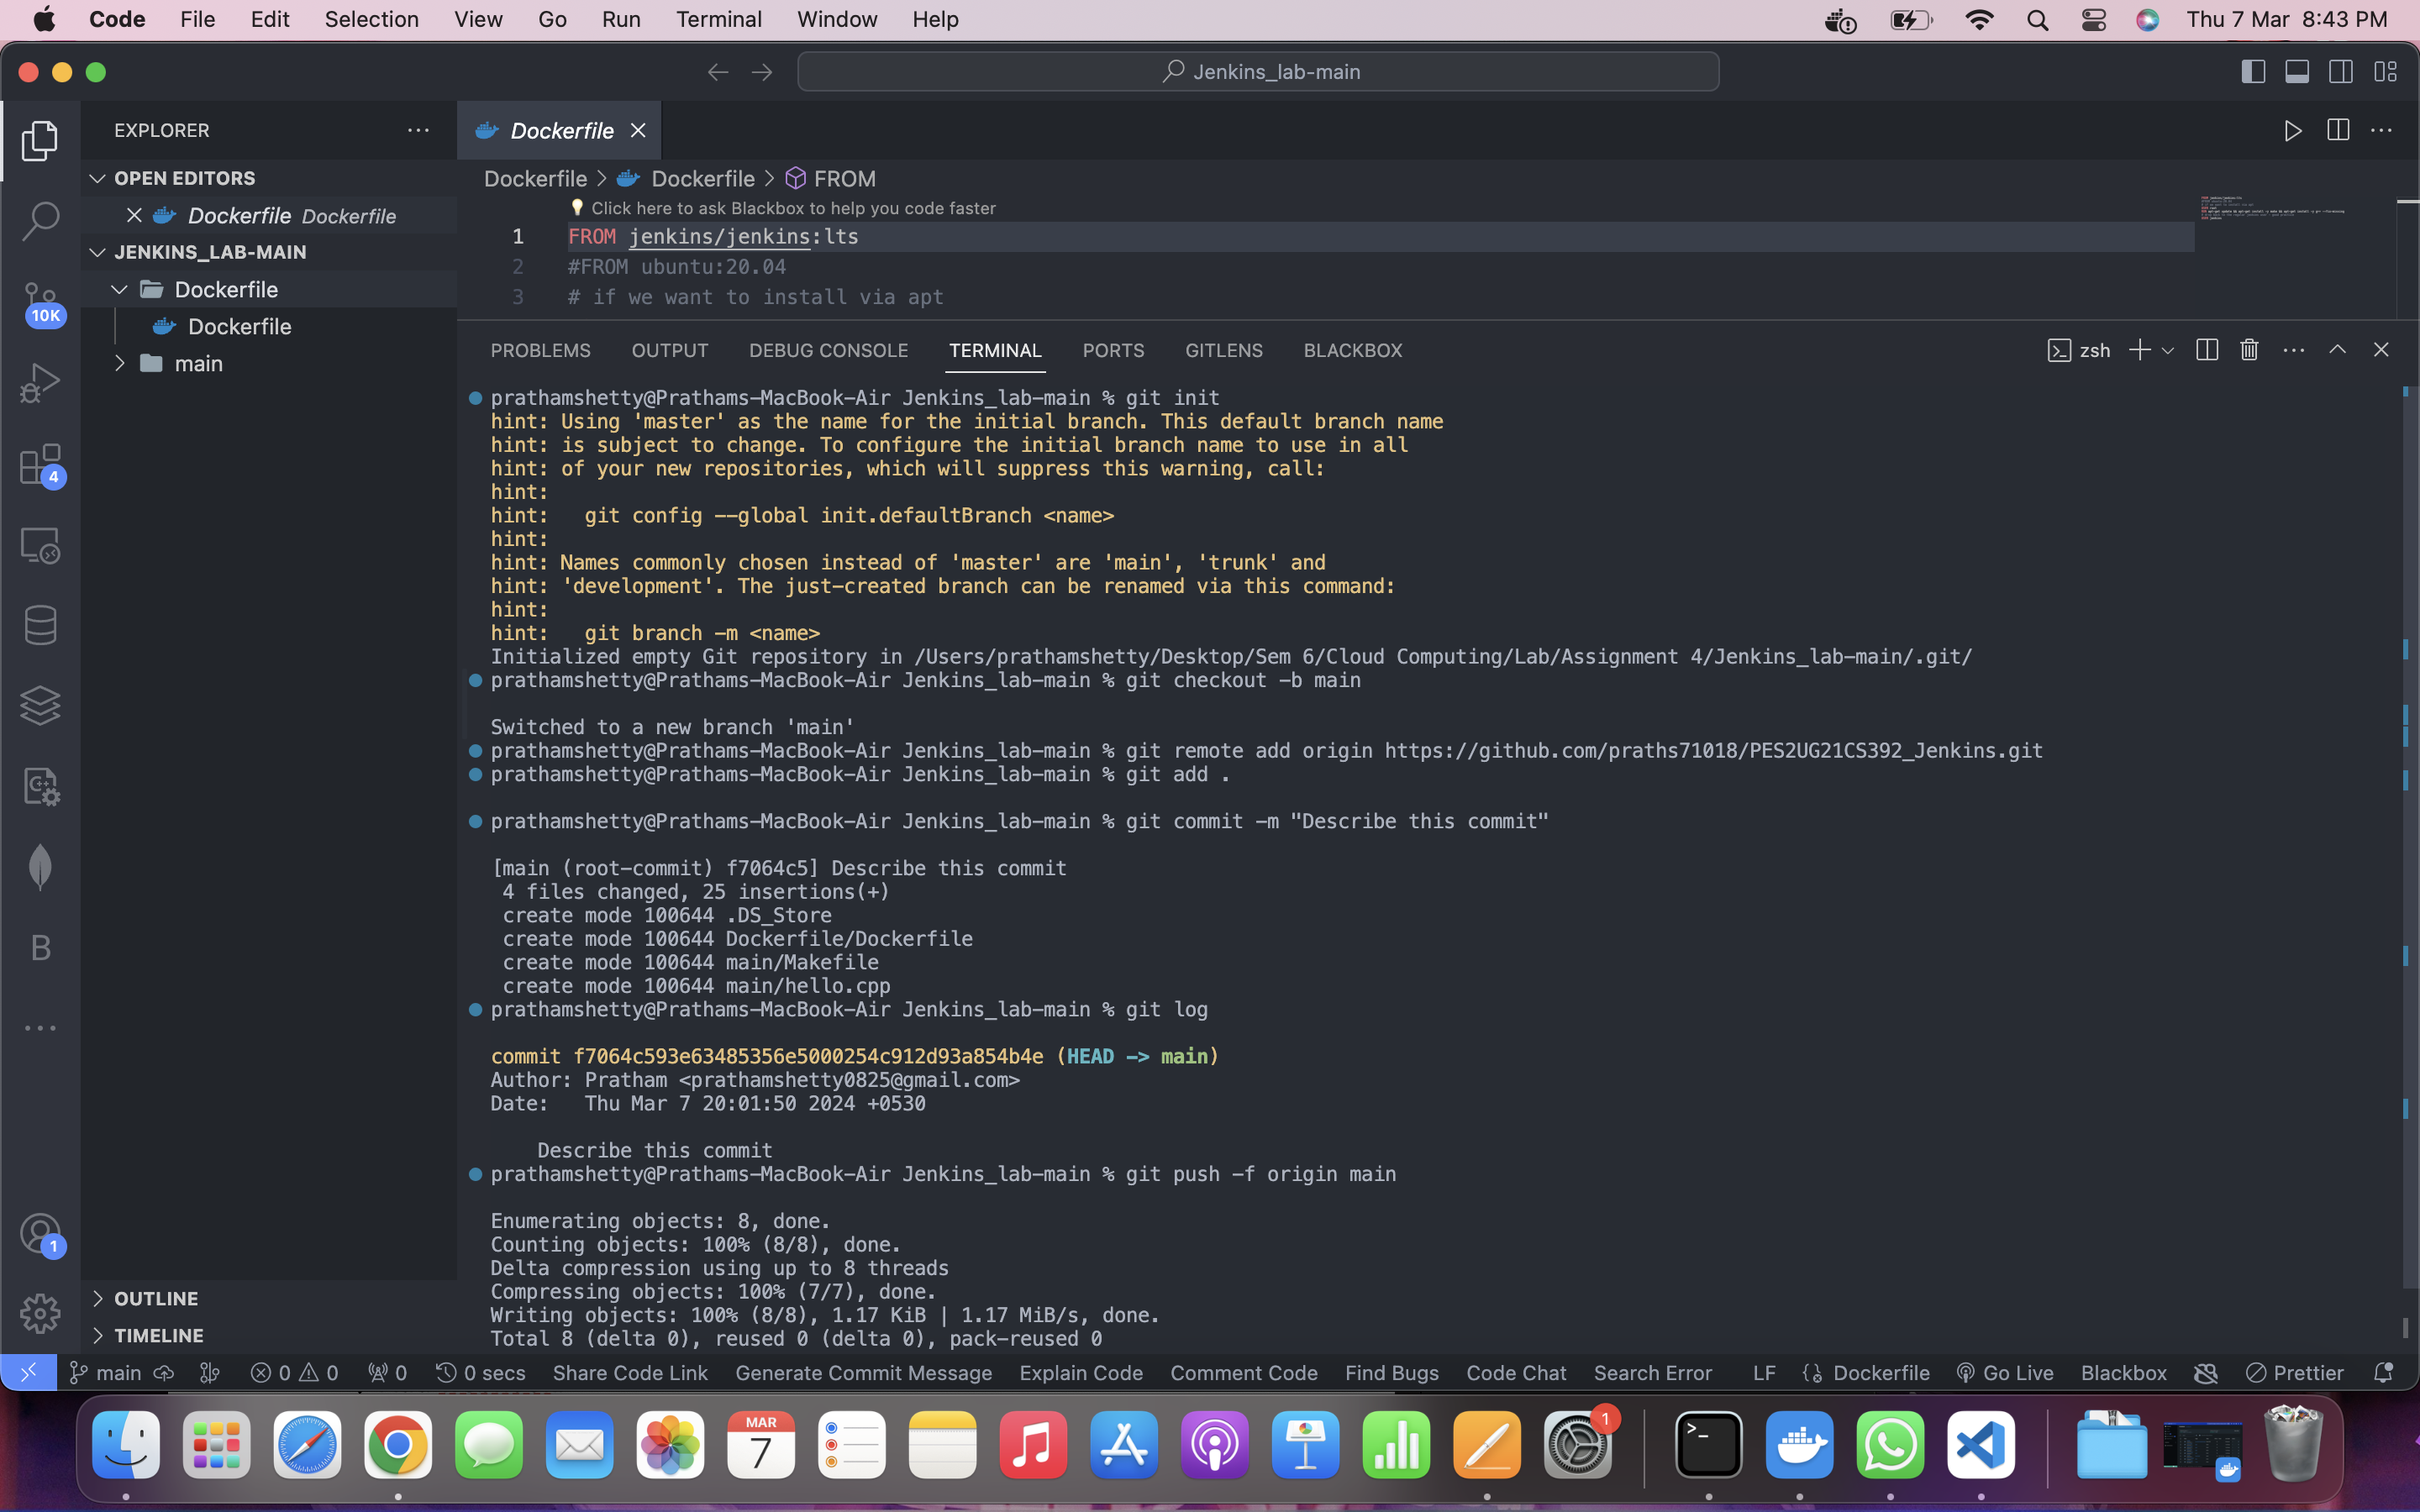 Code File Edit Selection View Go Run Terminal Window Help Thu 7 Mar 8:43 PM
Jenkins_lab-main
EXPLORER
Dockerfile
OPEN EDITORS
Dockerfile Dockerfile
JENKINS_LAB-MAIN
Dockerfile
Dockerfile
main
10K
4
B
1
OUTLINE
TIMELINE
Dockerfile > Dockerfile > FROM
Click here to ask Blackbox to help you code faster
1 FROM jenkins/jenkins:lts
2 #FROM ubuntu:20.04
3 # if we want to install via apt
PROBLEMS OUTPUT DEBUG CONSOLE TERMINAL PORTS GITLENS BLACKBOX zsh
prathamshetty@Prathams-MacBook-Air Jenkins_lab-main % git init
hint: Using 'master' as the name for the initial branch. This default branch name
hint: is subject to change. To configure the initial branch name to use in all
hint: of your new repositories, which will suppress this warning, call:
hint:
hint:   git config --global init.defaultBranch <name>
hint:
hint: Names commonly chosen instead of 'master' are 'main', 'trunk' and
hint: 'development'. The just-created branch can be renamed via this command:
hint:
hint:   git branch -m <name>
Initialized empty Git repository in /Users/prathamshetty/Desktop/Sem 6/Cloud Computing/Lab/Assignment 4/Jenkins_lab-main/.git/
prathamshetty@Prathams-MacBook-Air Jenkins_lab-main % git checkout -b main
Switched to a new branch 'main'
prathamshetty@Prathams-MacBook-Air Jenkins_lab-main % git remote add origin https://github.com/praths71018/PES2UG21CS392_Jenkins.git
prathamshetty@Prathams-MacBook-Air Jenkins_lab-main % git add .
prathamshetty@Prathams-MacBook-Air Jenkins_lab-main % git commit -m "Describe this commit"
[main (root-commit) f7064c5] Describe this commit
4 files changed, 25 insertions(+)
create mode 100644 .DS_Store
create mode 100644 Dockerfile/Dockerfile
create mode 100644 main/Makefile
create mode 100644 main/hello.cpp
prathamshetty@Prathams-MacBook-Air Jenkins_lab-main % git log
commit f7064c593e63485356e5000254c912d93a854b4e (HEAD -> main)
Author: Pratham <prathamshetty0825@gmail.com>
Date:   Thu Mar 7 20:01:50 2024 +0530
Describe this commit
prathamshetty@Prathams-MacBook-Air Jenkins_lab-main % git push -f origin main
Enumerating objects: 8, done.
Counting objects: 100% (8/8), done.
Delta compression using up to 8 threads
Compressing objects: 100% (7/7), done.
Writing objects: 100% (8/8), 1.17 KiB | 1.17 MiB/s, done.
Total 8 (delta 0), reused 0 (delta 0), pack-reused 0
main 0 0 0 0 secs Share Code Link Generate Commit Message Explain Code Comment Code Find Bugs Code Chat Search Error LF Dockerfile Go Live Blackbox Prettier
MAR
7
1